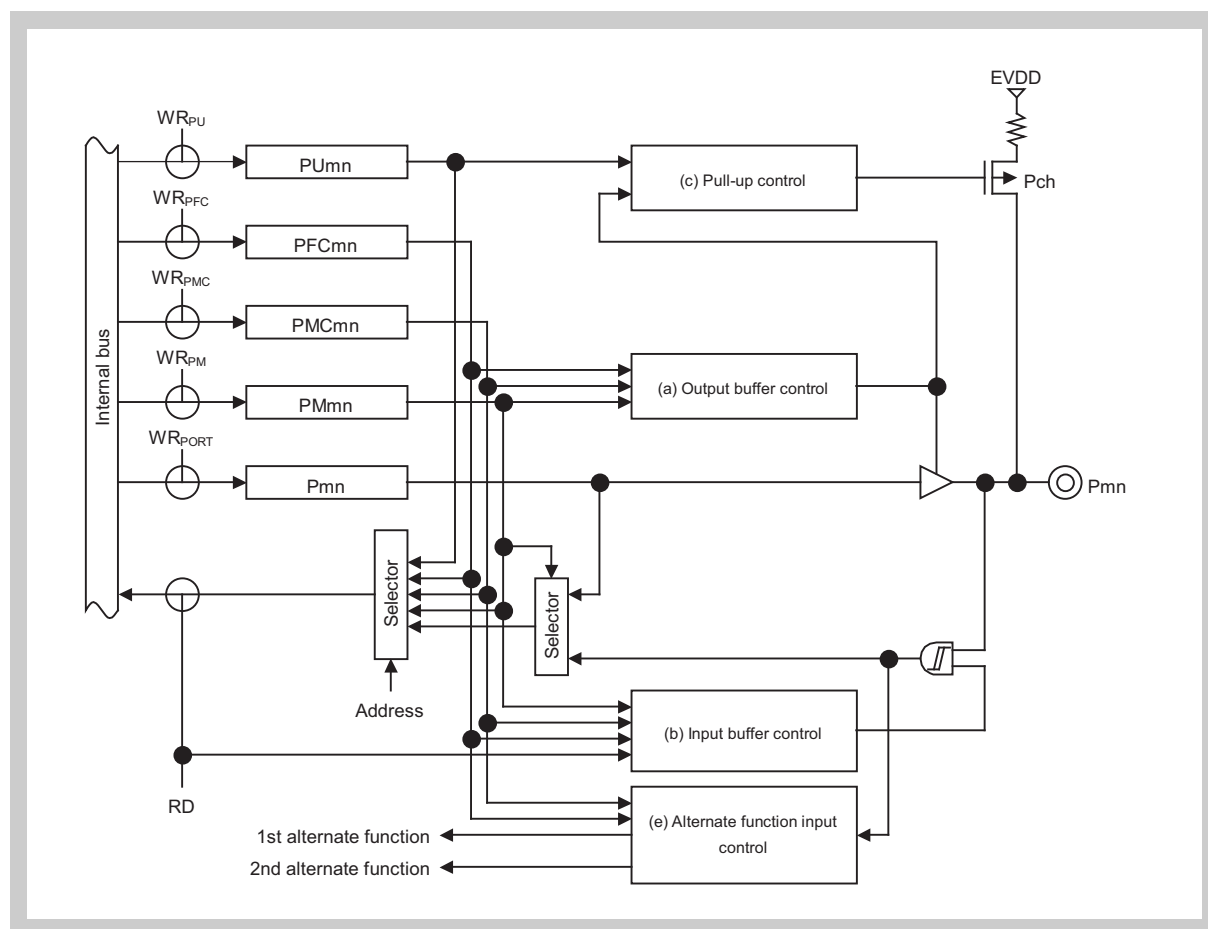 EVDD
WRPU
PUmn
(c) Pull-up control
Pch
WRPFC
PFCmn
WRPMC
PMCmn
Internal bus
WRPM
PMmn
(a) Output buffer control
WRPORT
Pmn
Pmn
Selector
Selector
Address
(b) Input buffer control
RD
(e) Alternate function input
control
1st alternate function
2nd alternate function